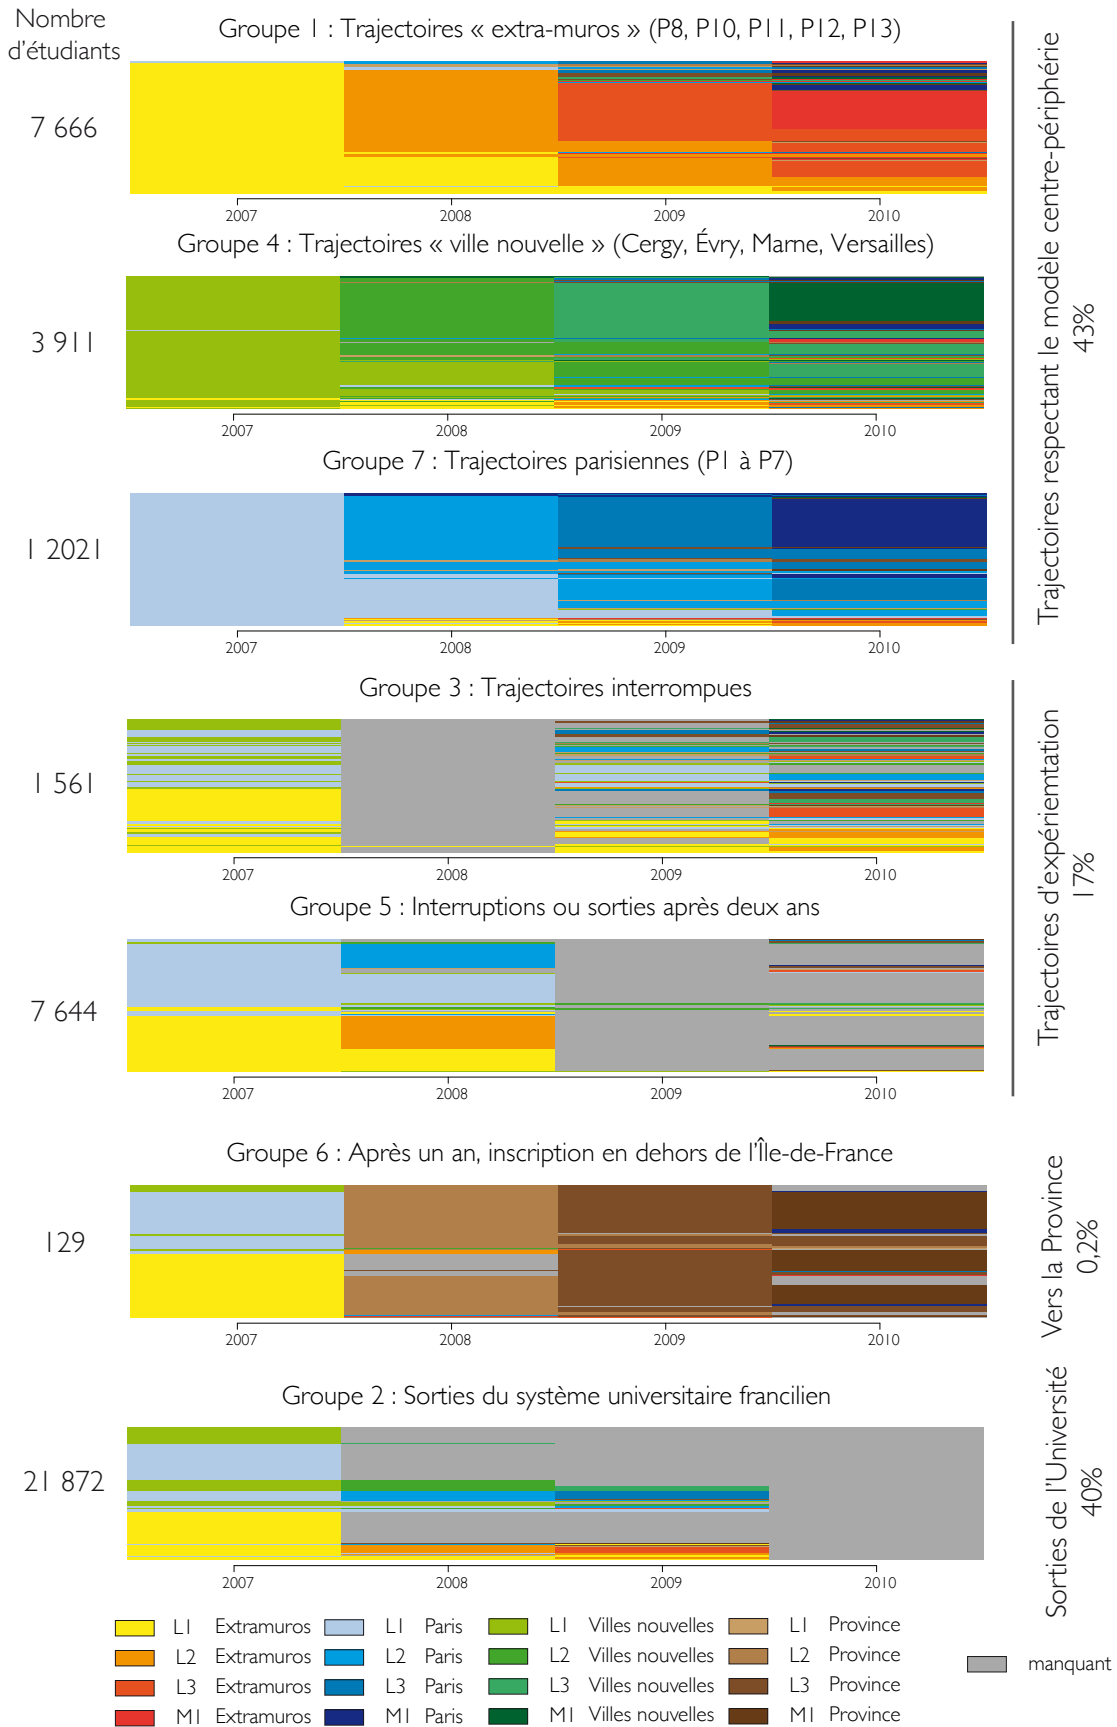 Nombre
d'étudiants
Groupe 1 : Trajectoires « extra-muros » (P8, P10, P11, P12, P13)
7 666
2007 2008 2009 2010
Groupe 4 : Trajectoires « ville nouvelle » (Cergy, Évry, Marne, Versailles)
3 911
2007 2008 2009 2010
Groupe 7 : Trajectoires parisiennes (P1 à P7)
1 2021
2007 2008 2009 2010
Trajectoires respectant le modèle centre-périphérie
43%
Groupe 3 : Trajectoires interrompues
1 561
2007 2008 2009 2010
Groupe 5 : Interruptions ou sorties après deux ans
7 644
2007 2008 2009 2010
Trajectoires d'expériemtation
17%
Groupe 6 : Après un an, inscription en dehors de l'Île-de-France
129
2007 2008 2009 2010
Vers la Province
0,2%
Groupe 2 : Sorties du système universitaire francilien
21 872
2007 2008 2009 2010
Sorties de l'Université
40%
L1 Extramuros L1 Paris L1 Villes nouvelles L1 Province
L2 Extramuros L2 Paris L2 Villes nouvelles L2 Province
manquant
L3 Extramuros L3 Paris L3 Villes nouvelles L3 Province
M1 Extramuros M1 Paris M1 Villes nouvelles M1 Province